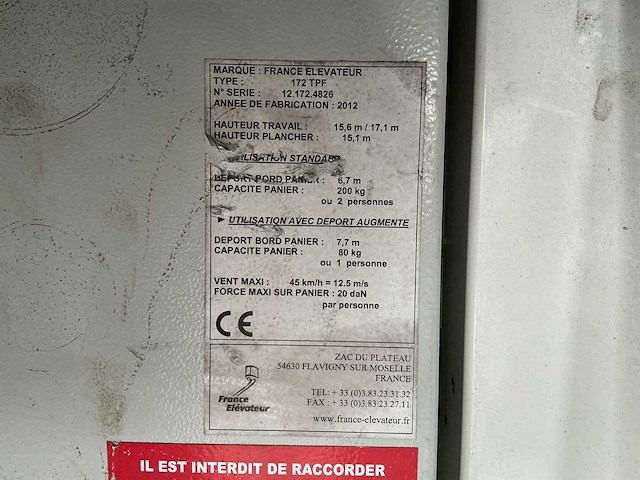 MARQUE : FRANCE ELEVATEUR
TYPE : 172 TPF
N° SERIE : 12.172.4826
ANNEE DE FABRICATION : 2012
HAUTEUR TRAVAIL : 15,6 m / 17,1 m
HAUTEUR PLANCHER : 15,1 m
UTILISATION STANDARD
DEPORT BORD PANIER : 6,7 m
CAPACITE PANIER : 200 kg
ou 2 personnes
► UTILISATION AVEC DEPORT AUGMENTE
DEPORT BORD PANIER : 7,7 m
CAPACITE PANIER : 80 kg
ou 1 personne
VENT MAXI : 45 km/h = 12.5 m/s
FORCE MAXI SUR PANIER : 20 daN
par personne
CE
ZAC DU PLATEAU
54630 FLAVIGNY SUR MOSELLE
FRANCE
TEL: + 33 (0)3.83.23.31.32
FAX : + 33 (0)3.83.23.27.11
www.france-elevateur.fr
France
Elévateur
IL EST INTERDIT DE RACCORDER